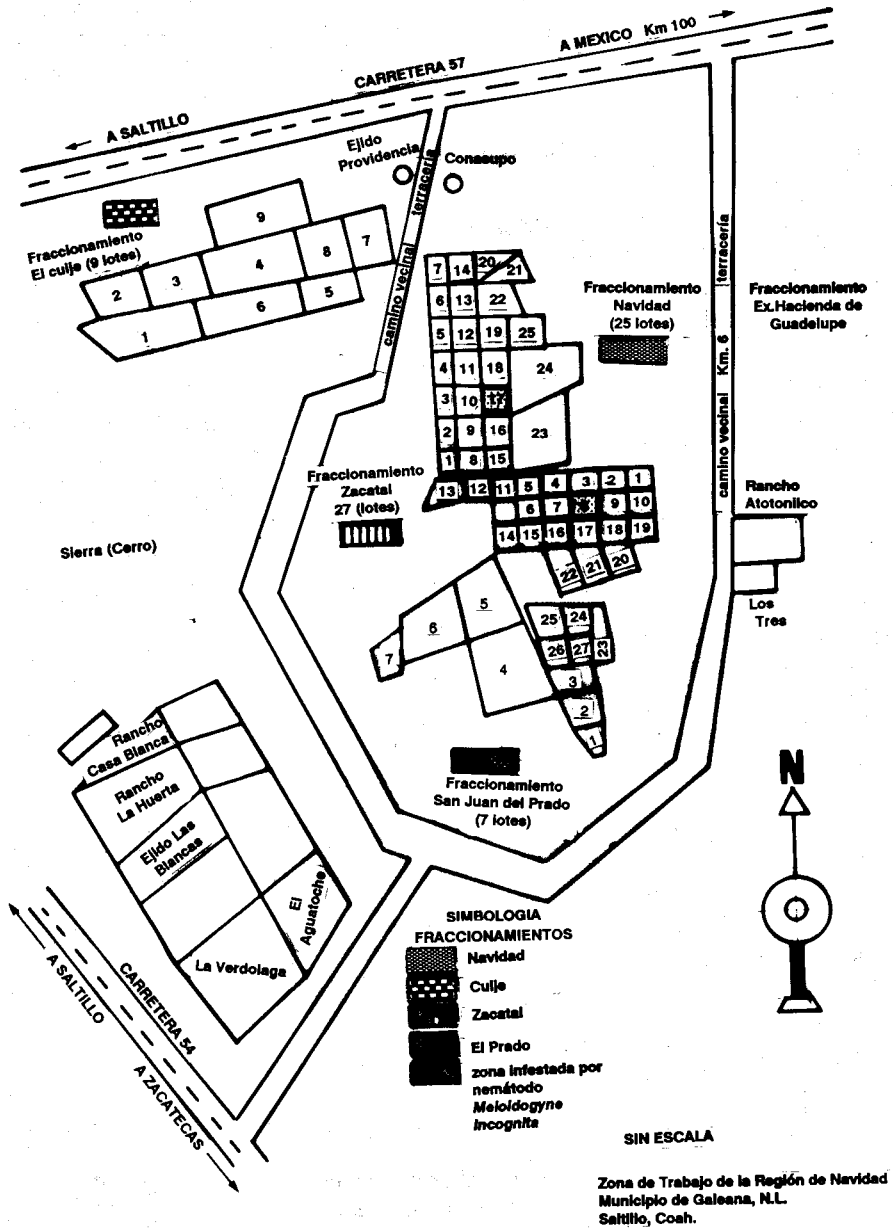 A MEXICO Km 100
CARRETERA 57
A SALTILLO
Ejido
Providencia
Conasupo
terracería
camino vecinal
Fraccionamiento
El cuije (9 lotes)
9
2 3 4 8 7
1 6 5
7 14 20 21
6 13 22
5 12 19 25
4 11 18 24
3 10 17
2 9 16 23
1 8 15
Fraccionamiento
Navidad
(25 lotes)
terracería
camino vecinal Km. 6
Fraccionamiento
Ex.Hacienda de
Guadelupe
Fraccionamiento
Zacatal
27 (lotes)
13 12 11 5 4 3 2 1
6 7 8 9 10
14 15 16 17 18 19
22 21 20
Rancho
Atotonilco
Los
Tres
Sierra (Cerro)
5
6
7
4
25 24
26 27 23
3
2
1
Fraccionamiento
San Juan del Prado
(7 lotes)
Rancho
Casa Blanca
Rancho
La Huerta
Ejido Las
Blancas
El
Aguatoche
La Verdolaga
CARRETERA 54
A SALTILLO
A ZACATECAS
N
SIMBOLOGIA
FRACCIONAMIENTOS
Navidad
Cuije
Zacatal
El Prado
zona infestada por
nemátodo
Meloidogyne
Incognita
SIN ESCALA
Zona de Trabajo de la Región de Navidad
Municipio de Galeana, N.L.
Saltillo, Coah.